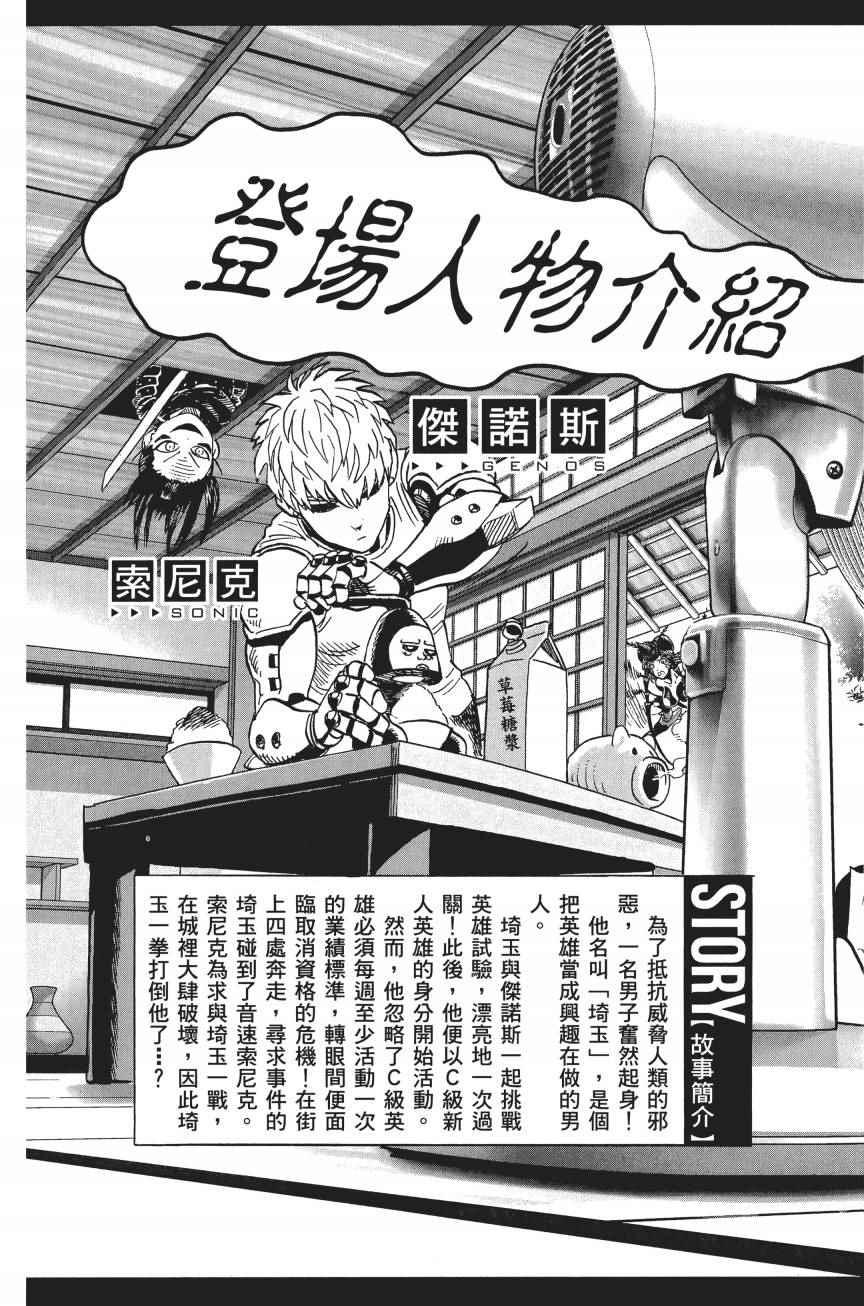 登場人物介紹
傑諾斯
GENOS
索尼克
SONIC
草莓糖漿
STORY【故事簡介】
為了抵抗威脅人類的邪
惡，一名男子奮然起身！
他名叫「埼玉」，是個
把英雄當成興趣在做的男
人。
埼玉與傑諾斯一起挑戰
英雄試驗，漂亮地一次過
關！此後，他便以C級新
人英雄的身分開始活動。
然而，他忽略了C級英
雄必須每週至少活動一次
的業績標準，轉眼間便面
臨取消資格的危機！在街
上四處奔走，尋求事件的
埼玉碰到了音速索尼克。
索尼克為求與埼玉一戰，
在城裡大肆破壞，因此埼
玉一拳打倒他了…？